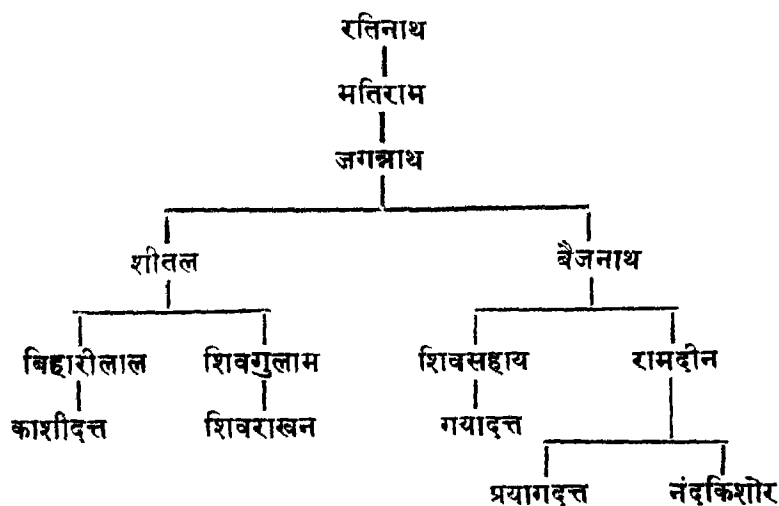 रतिनाथ
मतिराम
जगन्नाथ
शीतल बैजनाथ
बिहारीलाल शिवगुलाम शिवसहाय रामदीन
काशीदत्त शिवराखन गयादत्त
प्रयागदत्त नंदकिशोर